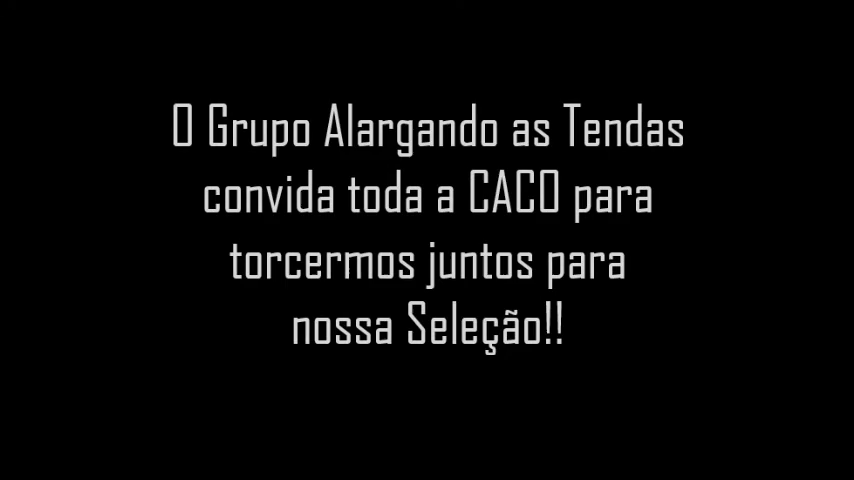 O Grupo Alargando as Tendas
convida toda a CACO para
torcermos juntos para
nossa Seleção!!